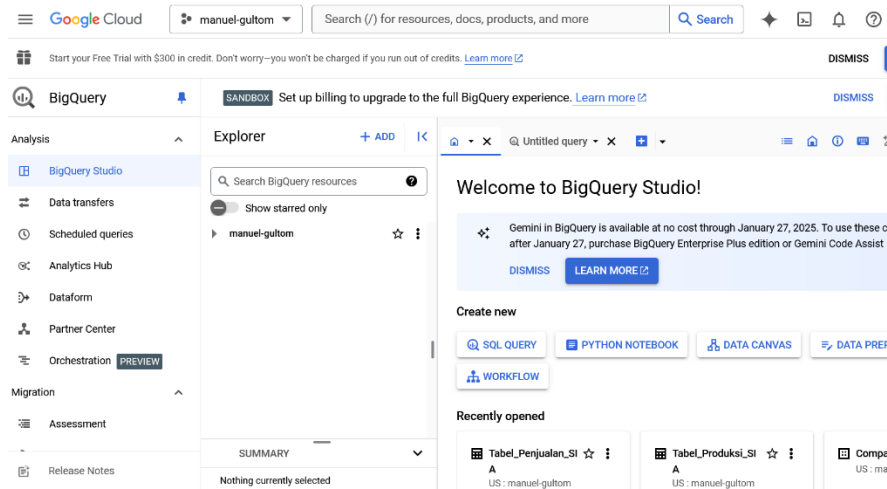 Google Cloud
manuel-gultom
Search (/) for resources, docs, products, and more
Search
Start your Free Trial with $300 in credit. Don't worry—you won't be charged if you run out of credits. Learn more
DISMISS
BigQuery
SANDBOX Set up billing to upgrade to the full BigQuery experience. Learn more
DISMISS
Analysis
BigQuery Studio
Data transfers
Scheduled queries
Analytics Hub
Dataform
Partner Center
Orchestration PREVIEW
Migration
Assessment
Release Notes
Explorer
+ ADD
Search BigQuery resources
Show starred only
manuel-gultom
SUMMARY
Nothing currently selected
Untitled query
Welcome to BigQuery Studio!
Gemini in BigQuery is available at no cost through January 27, 2025. To use these c
after January 27, purchase BigQuery Enterprise Plus edition or Gemini Code Assist
DISMISS
LEARN MORE
Create new
SQL QUERY
PYTHON NOTEBOOK
DATA CANVAS
DATA PREP
WORKFLOW
Recently opened
Tabel_Penjualan_SI
A
US : manuel-gultom
Tabel_Produksi_SI
A
US : manuel-gultom
Compa
US : ma